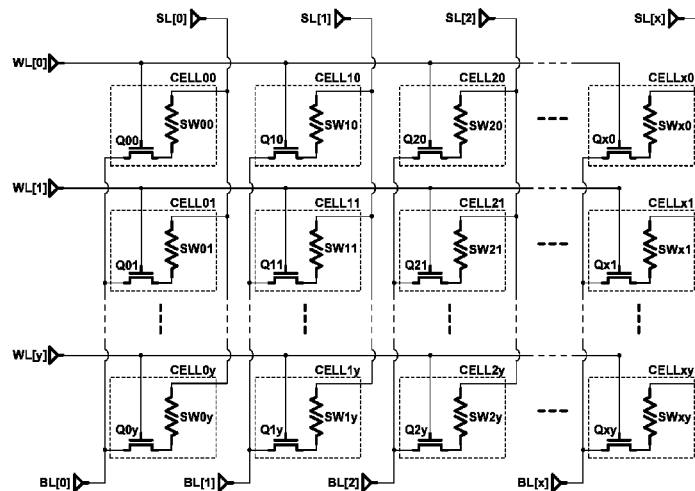 SL[0] SL[1] SL[2] SL[x]
WL[0]
CELL00 CELL10 CELL20 CELLx0
SW00 SW10 SW20 SWx0
Q00 Q10 Q20 Qx0
WL[1]
CELL01 CELL11 CELL21 CELLx1
SW01 SW11 SW21 SWx1
Q01 Q11 Q21 Qx1
WL[y]
CELL0y CELL1y CELL2y CELLxy
SW0y SW1y SW2y SWxy
Q0y Q1y Q2y Qxy
BL[0] BL[1] BL[2] BL[x]